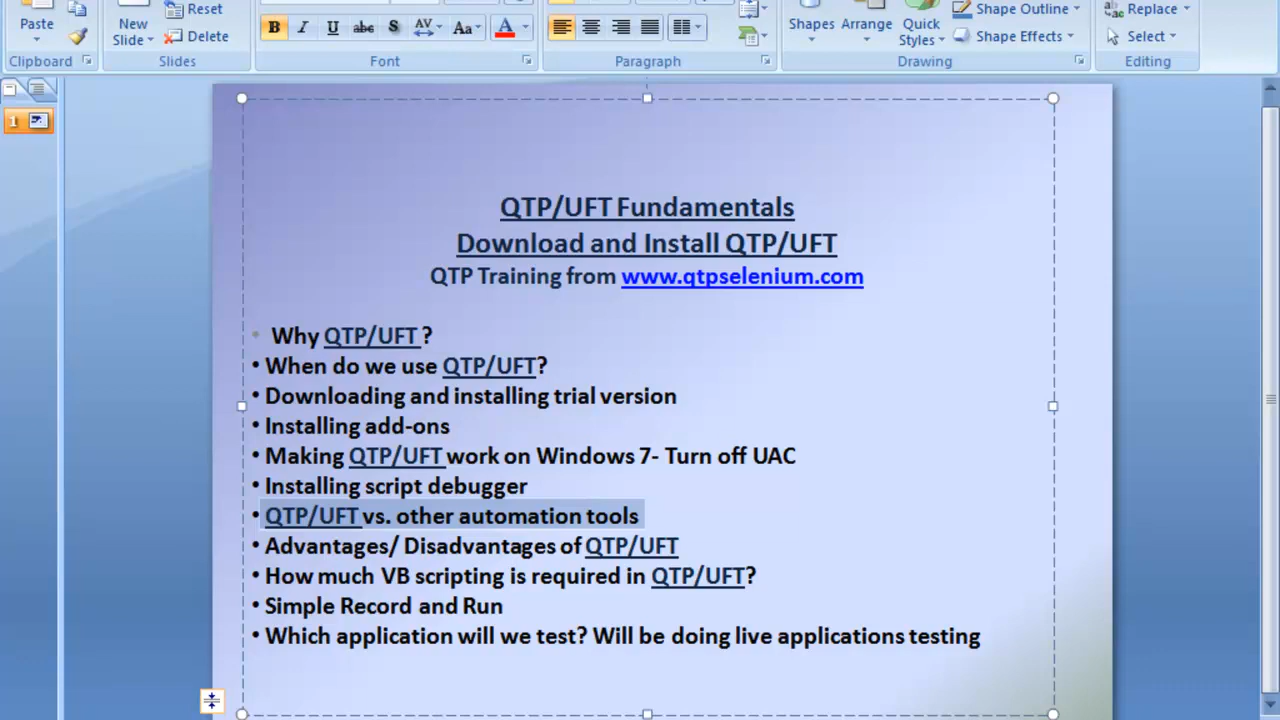 Paste
New Slide
Reset
Delete
B I U abc S AV Aa A
Shapes
Arrange
Quick Styles
Shape Outline
Shape Effects
Replace
Select
Clipboard
Slides
Font
Paragraph
Drawing
Editing
1
QTP/UFT Fundamentals
Download and Install QTP/UFT
QTP Training from www.qtpselenium.com
• Why QTP/UFT ?
• When do we use QTP/UFT?
• Downloading and installing trial version
• Installing add-ons
• Making QTP/UFT work on Windows 7- Turn off UAC
• Installing script debugger
• QTP/UFT vs. other automation tools
• Advantages/ Disadvantages of QTP/UFT
• How much VB scripting is required in QTP/UFT?
• Simple Record and Run
• Which application will we test? Will be doing live applications testing